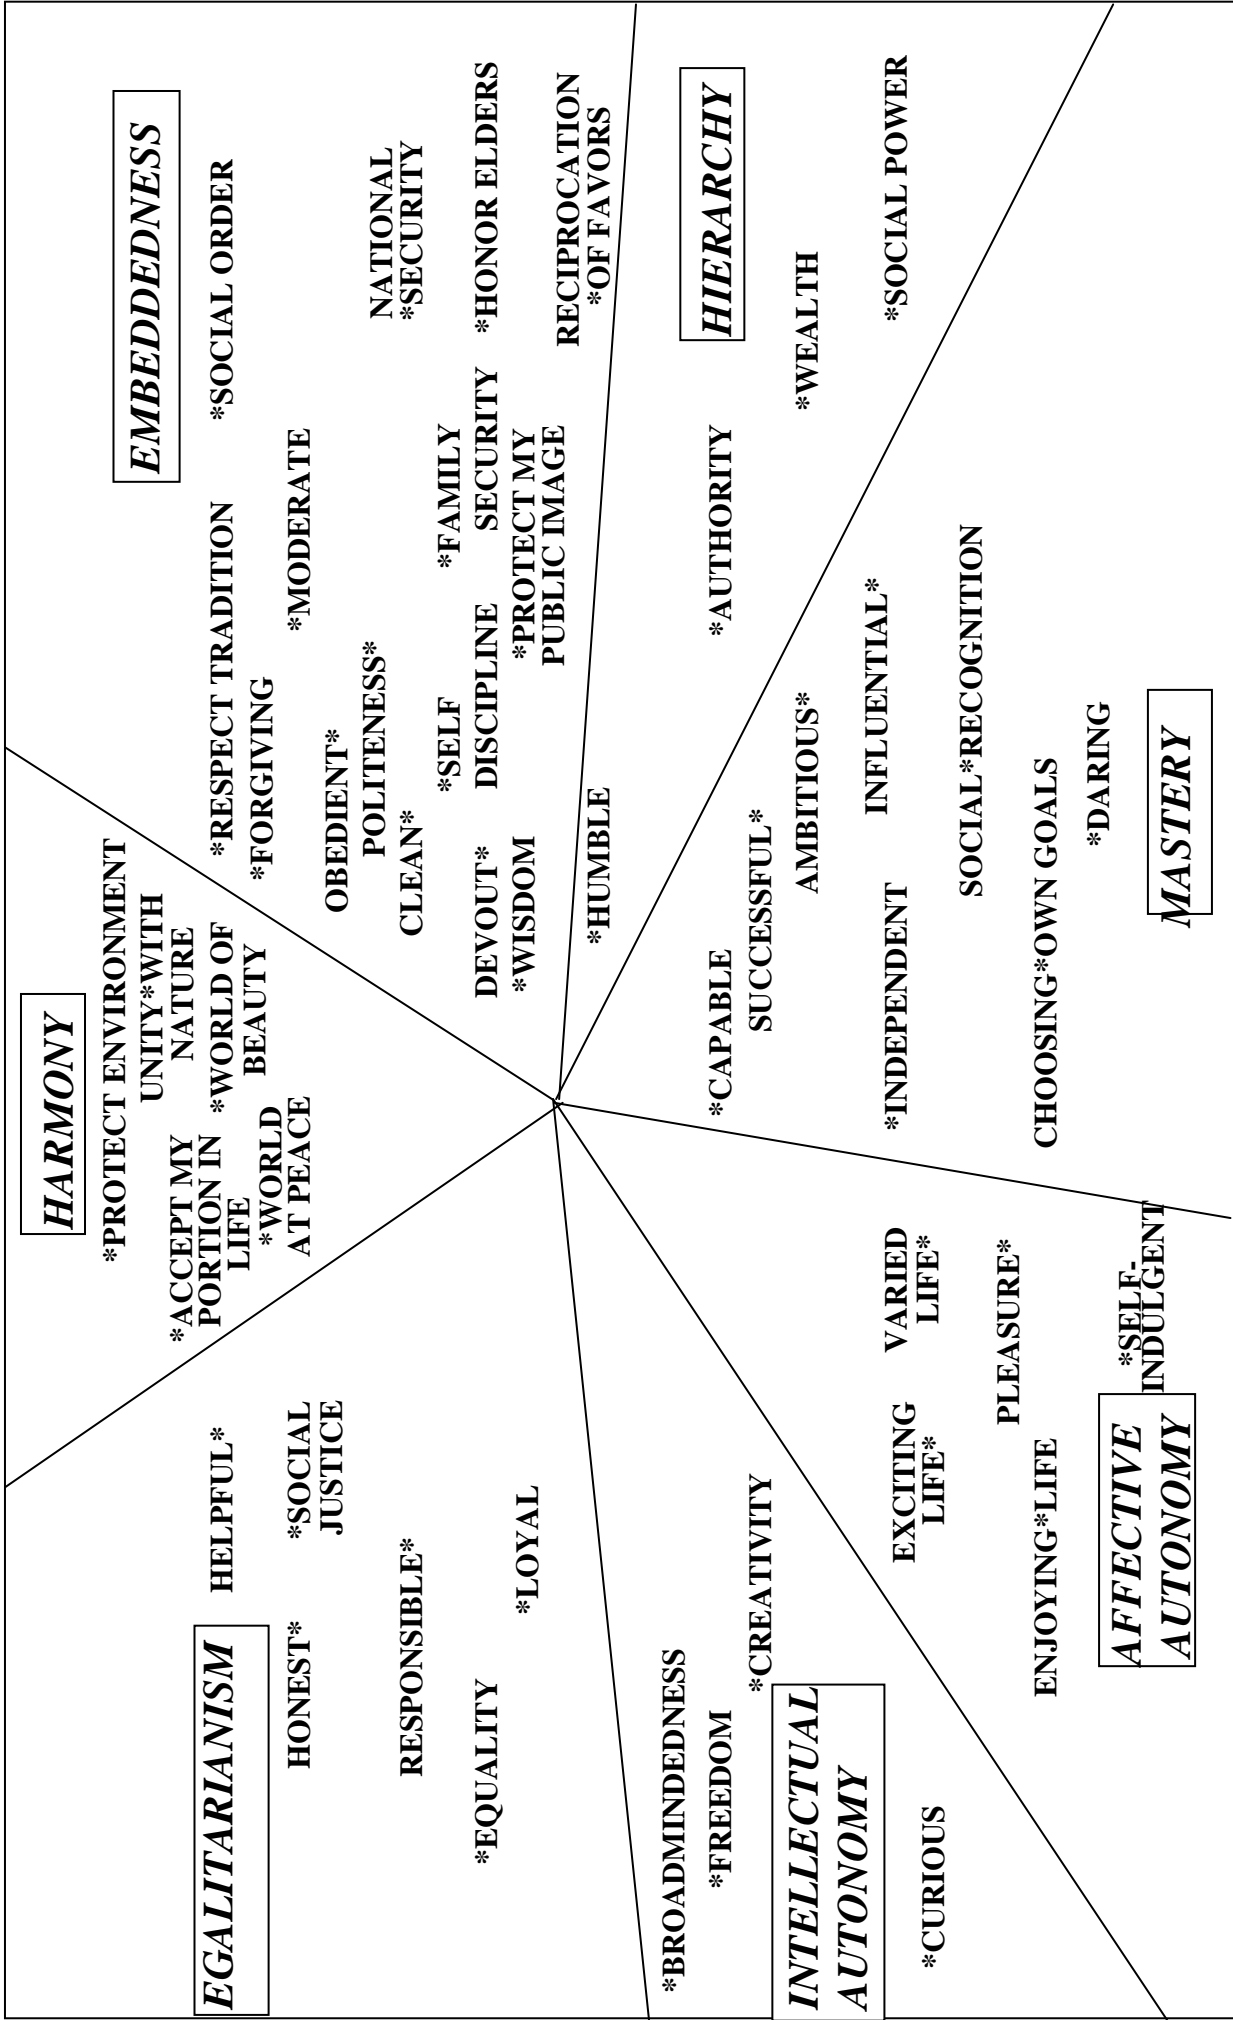 HARMONY
EMBEDDEDNESS
*PROTECT ENVIRONMENT
UNITY*WITH
NATURE
*ACCEPT MY
PORTION IN
LIFE
*WORLD OF
BEAUTY
*WORLD
AT PEACE
EGALITARIANISM
HELPFUL*
HONEST*
*SOCIAL
JUSTICE
RESPONSIBLE*
*EQUALITY
*LOYAL
*RESPECT TRADITION
*SOCIAL ORDER
*FORGIVING
*MODERATE
OBEDIENT*
POLITENESS*
NATIONAL
*SECURITY
CLEAN*
*SELF
DISCIPLINE
*FAMILY
SECURITY
*HONOR ELDERS
DEVOUT*
*WISDOM
*PROTECT MY
PUBLIC IMAGE
RECIPROCATION
*OF FAVORS
*HUMBLE
HIERARCHY
*AUTHORITY
*WEALTH
*SOCIAL POWER
*BROADMINDEDNESS
*FREEDOM
*CREATIVITY
INTELLECTUAL
AUTONOMY
*CURIOUS
*CAPABLE
SUCCESSFUL*
AMBITIOUS*
INFLUENTIAL*
*INDEPENDENT
SOCIAL*RECOGNITION
CHOOSING*OWN GOALS
*DARING
MASTERY
VARIED
LIFE*
EXCITING
LIFE*
PLEASURE*
ENJOYING*LIFE
*SELF-
INDULGENT
AFFECTIVE
AUTONOMY